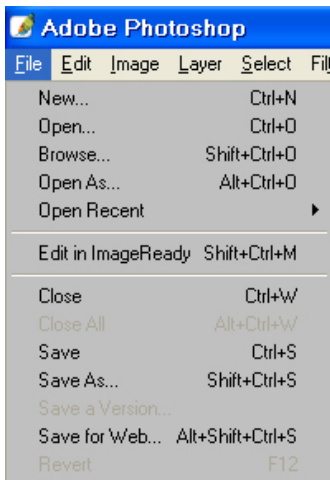 Adobe Photoshop
File Edit Image Layer Select
New... Ctrl+N
Open... Ctrl+O
Browse... Shift+Ctrl+O
Open As... Alt+Ctrl+O
Open Recent
Edit in ImageReady Shift+Ctrl+M
Close Ctrl+W
Close All Alt+Ctrl+W
Save Ctrl+S
Save As... Shift+Ctrl+S
Save a Version...
Save for Web... Alt+Shift+Ctrl+S
Revert F12